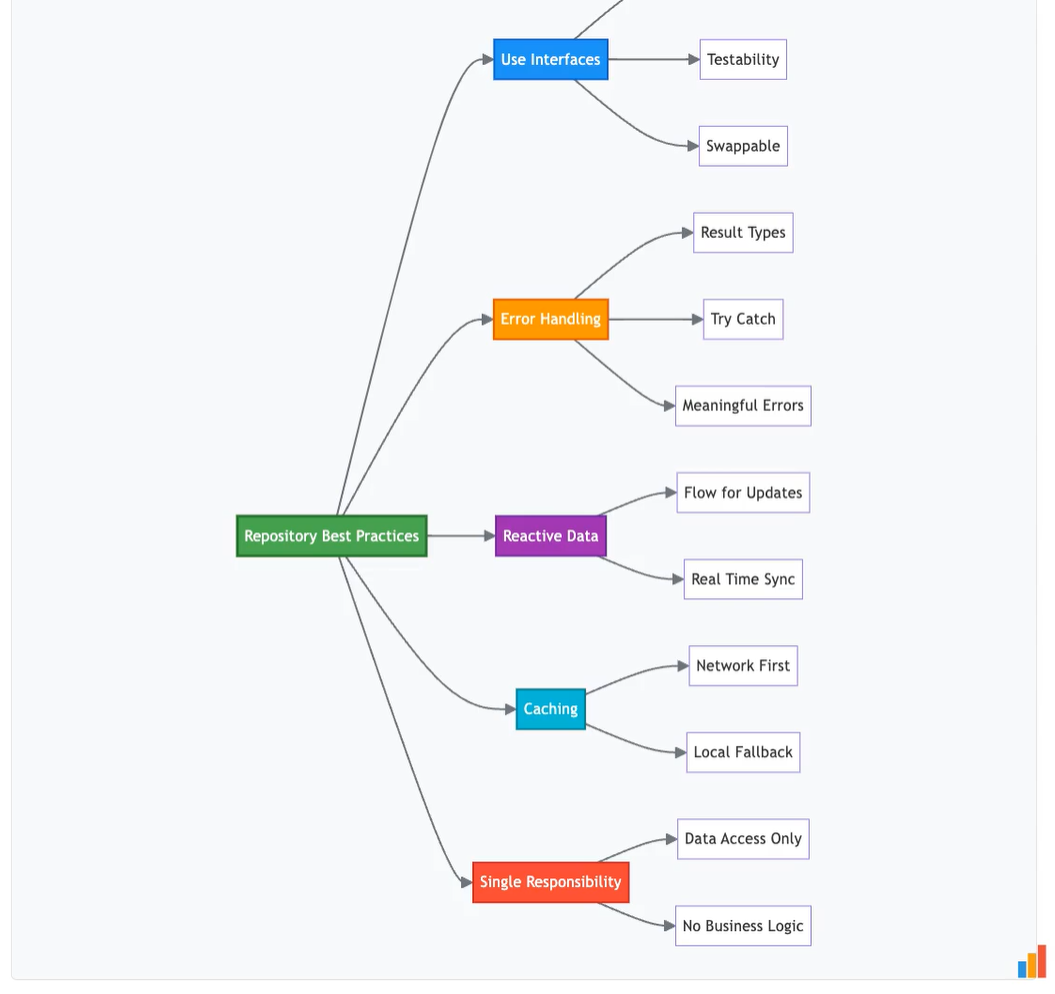 Use Interfaces
Testability
Swappable
Result Types
Error Handling
Try Catch
Meaningful Errors
Flow for Updates
Repository Best Practices
Reactive Data
Real Time Sync
Network First
Caching
Local Fallback
Data Access Only
Single Responsibility
No Business Logic